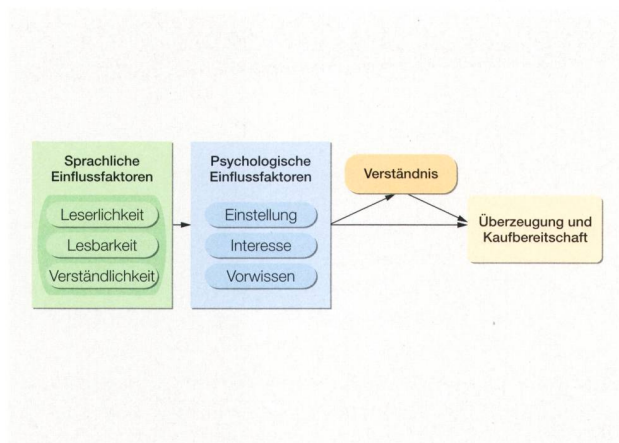 Sprachliche
Einflussfaktoren
Leserlichkeit
Lesbarkeit
Verständlichkeit
Psychologische
Einflussfaktoren
Einstellung
Interesse
Vorwissen
Verständnis
Überzeugung und
Kaufbereitschaft